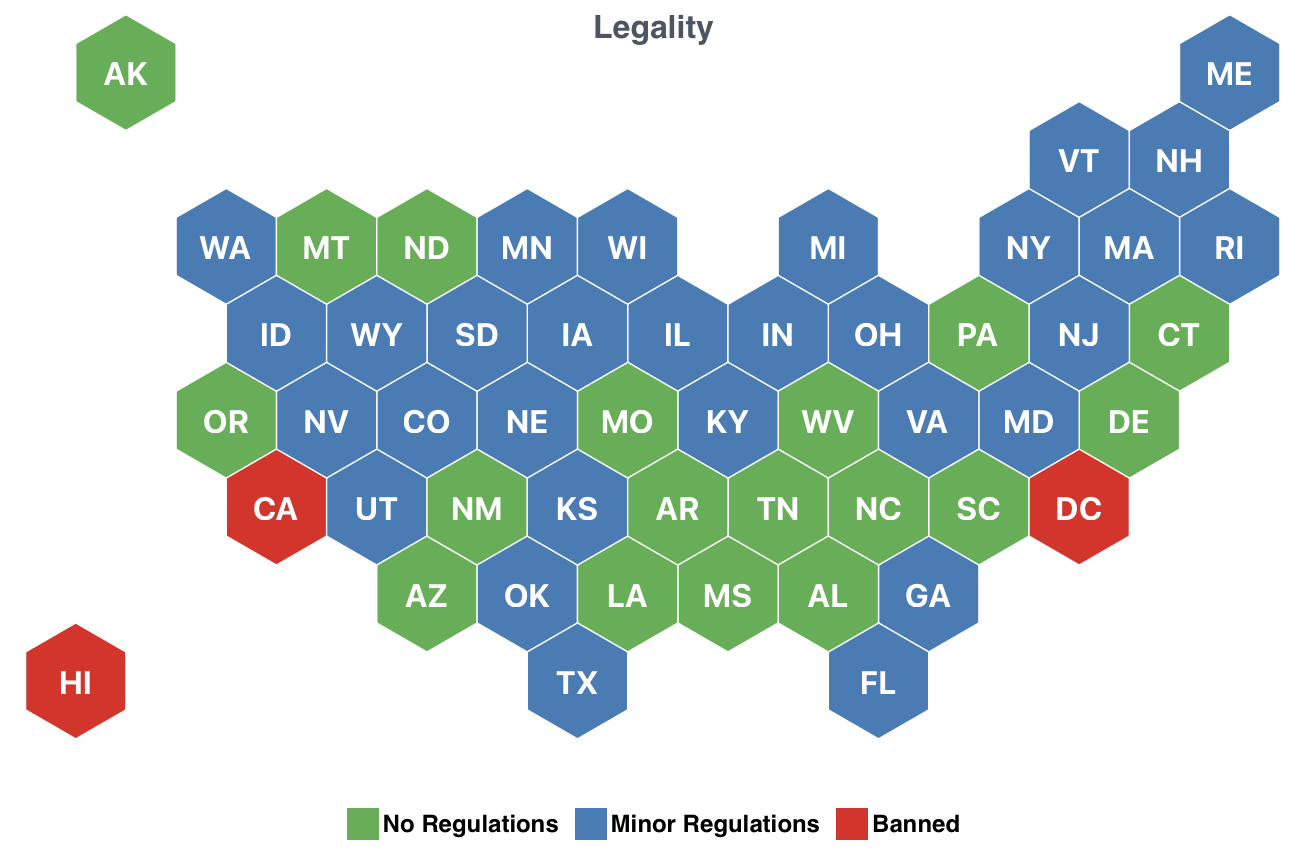 Legality
AK
ME
VT NH
WA MT ND MN WI MI NY MA RI
ID WY SD IA IL IN OH PA NJ CT
OR NV CO NE MO KY WV VA MD DE
CA UT NM KS AR TN NC SC DC
AZ OK LA MS AL GA
HI TX FL
No Regulations Minor Regulations Banned